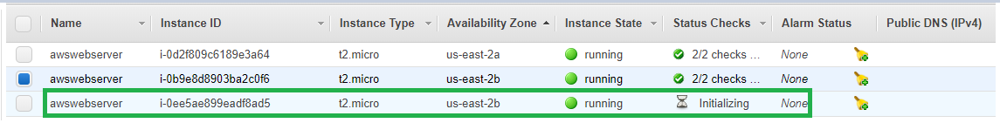 Name Instance ID Instance Type Availability Zone Instance State Status Checks Alarm Status Public DNS (IPv4)
awswebserver i-0d2f809c6189e3a64 t2.micro us-east-2a running 2/2 checks ... None
awswebserver i-0b9e8d8903ba2c0f6 t2.micro us-east-2b running 2/2 checks ... None
awswebserver i-0ee5ae899eadf8ad5 t2.micro us-east-2b running Initializing None